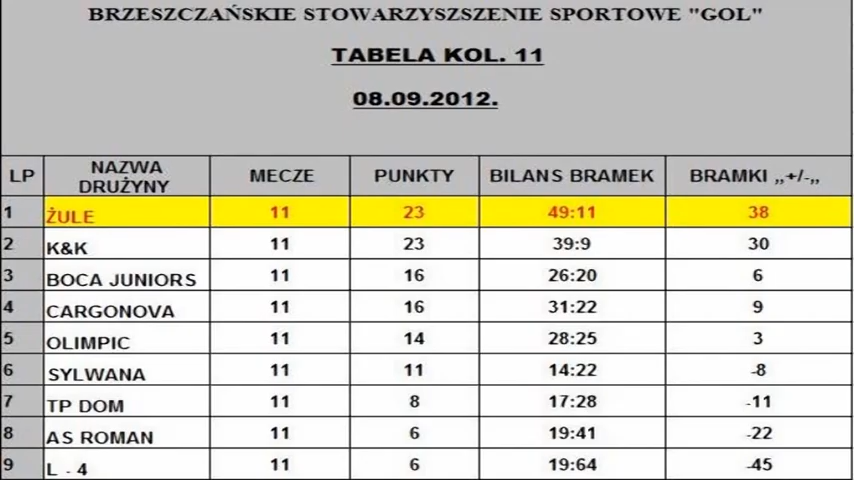 BRZESZCZAŃSKIE STOWARZYSZSZENIE SPORTOWE "GOL"
TABELA KOL. 11
08.09.2012.
LP NAZWA DRUŻYNY MECZE PUNKTY BILANS BRAMEK BRAMKI „+/-„
1 ŻULE 11 23 49:11 38
2 K&K 11 23 39:9 30
3 BOCA JUNIORS 11 16 26:20 6
4 CARGONOVA 11 16 31:22 9
5 OLIMPIC 11 14 28:25 3
6 SYLWANA 11 11 14:22 -8
7 TP DOM 11 8 17:28 -11
8 AS ROMAN 11 6 19:41 -22
9 L - 4 11 6 19:64 -45